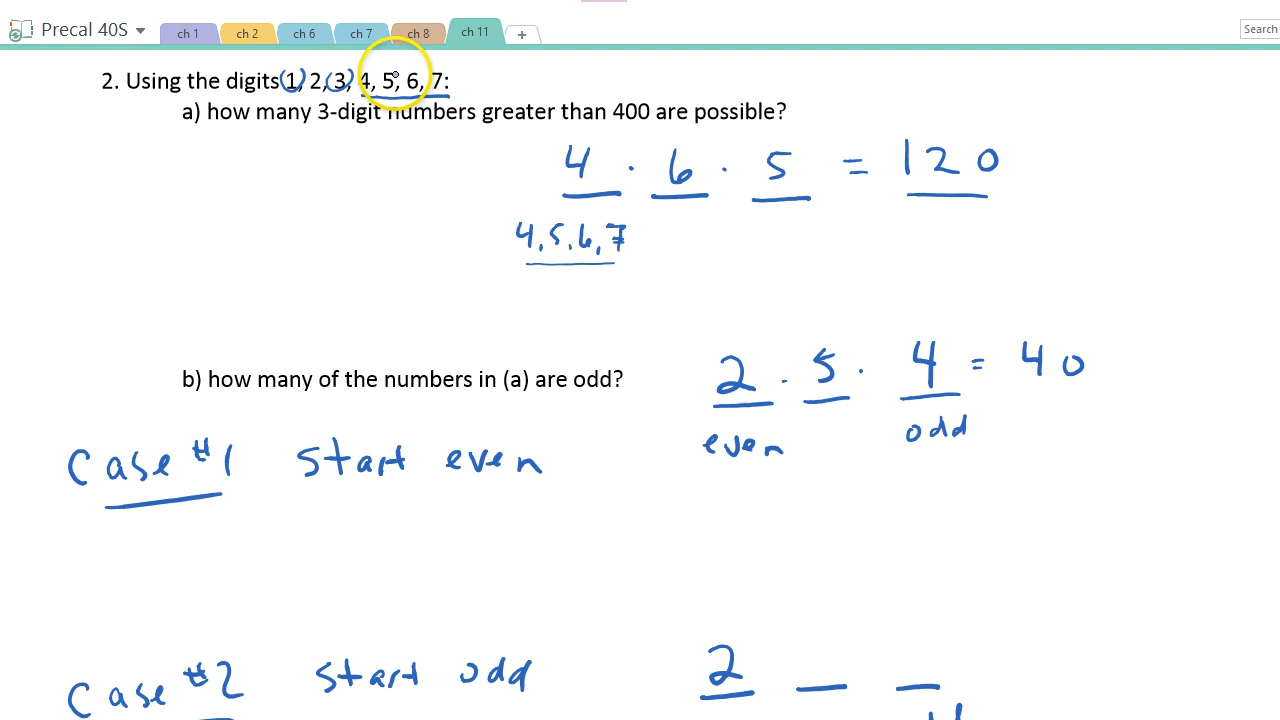 Precal 40S ch 1 ch 2 ch 6 ch 7 ch 8 ch 11 + Search
2. Using the digits 1, 2, 3, 4, 5, 6, 7:
a) how many 3-digit numbers greater than 400 are possible?
4 · 6 · 5 = 120
4,5,6,7
b) how many of the numbers in (a) are odd?
2 · 5 · 4 = 40
even odd
Case #1 start even
Case #2 start odd
2